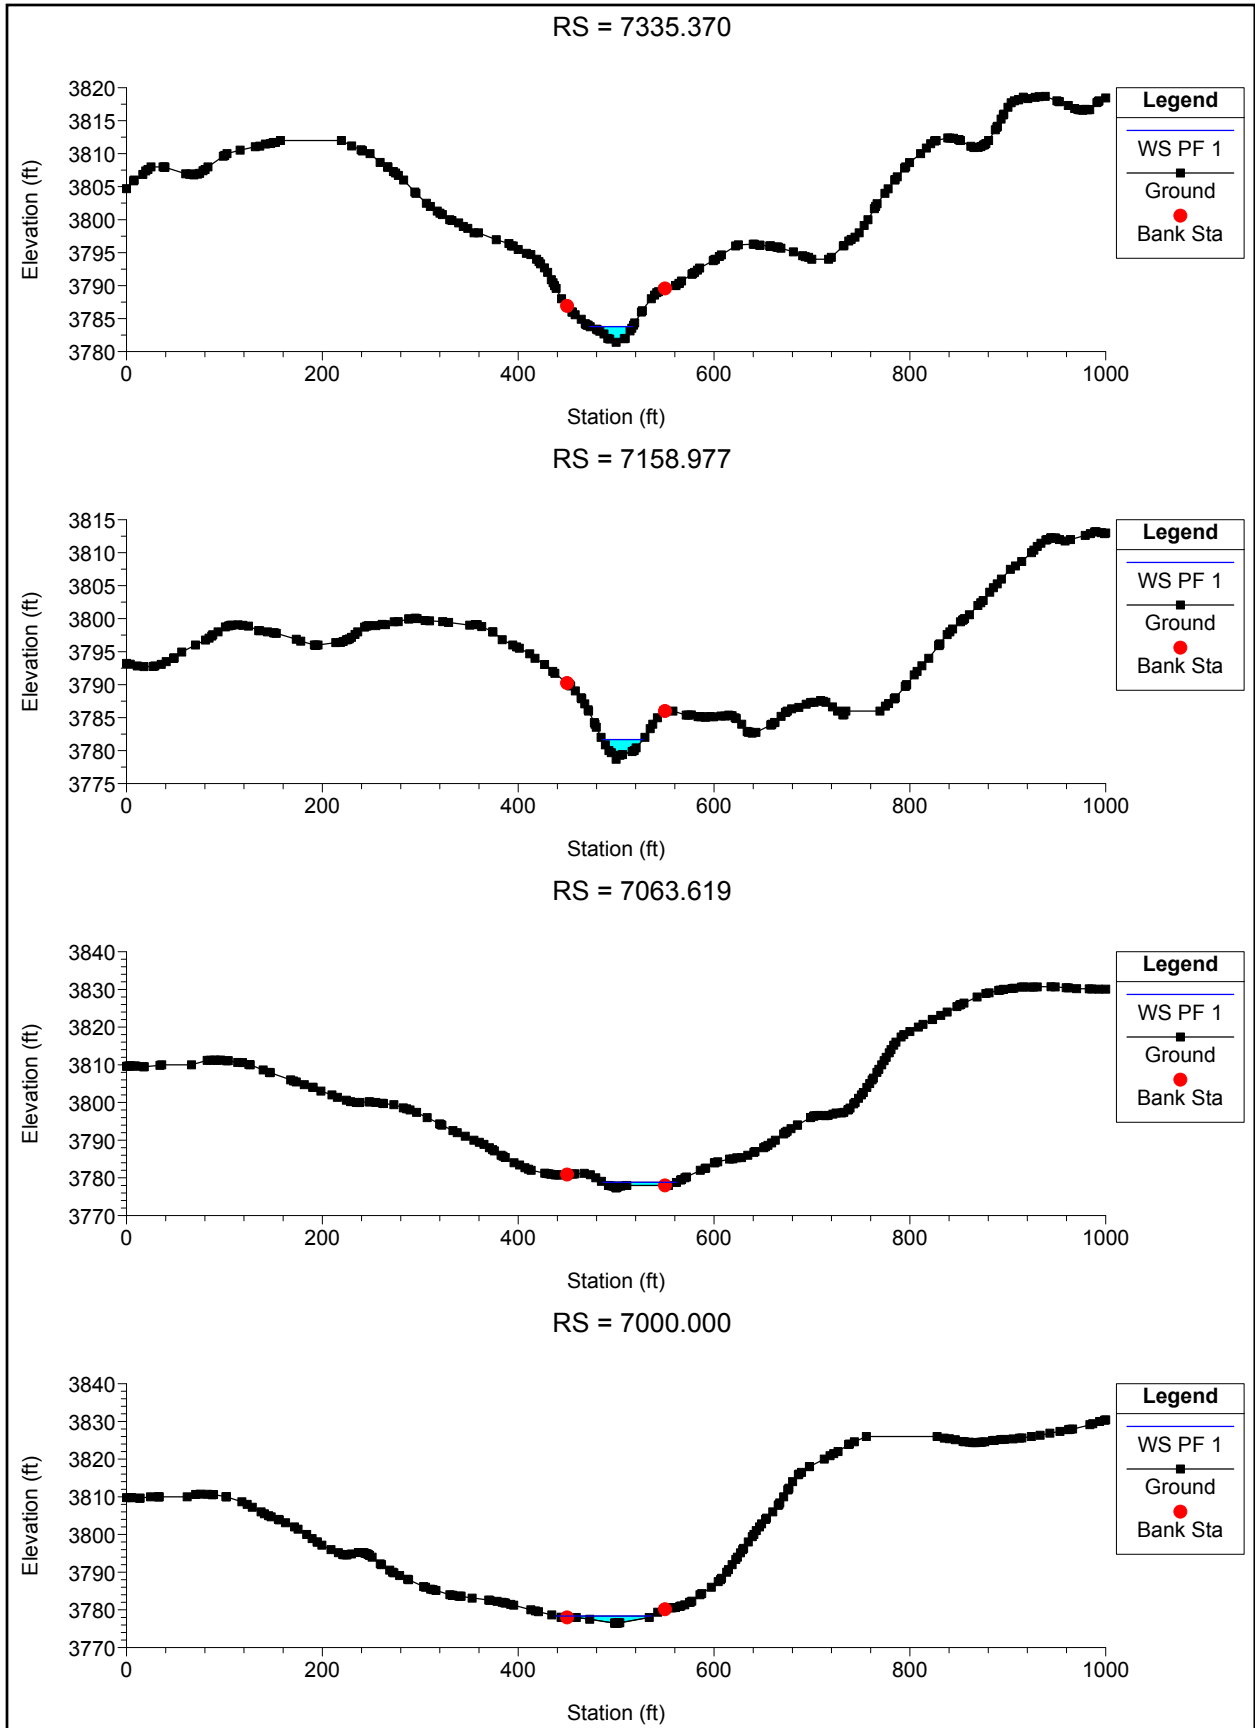 RS = 7335.370
3820
3815
3810
3805
3800
3795
3790
3785
3780
Elevation (ft)
0
200
400
600
800
1000
Station (ft)
Legend
WS PF 1
Ground
Bank Sta
RS = 7158.977
3815
3810
3805
3800
3795
3790
3785
3780
3775
Elevation (ft)
0
200
400
600
800
1000
Station (ft)
Legend
WS PF 1
Ground
Bank Sta
RS = 7063.619
3840
3830
3820
3810
3800
3790
3780
3770
Elevation (ft)
0
200
400
600
800
1000
Station (ft)
Legend
WS PF 1
Ground
Bank Sta
RS = 7000.000
3840
3830
3820
3810
3800
3790
3780
3770
Elevation (ft)
0
200
400
600
800
1000
Station (ft)
Legend
WS PF 1
Ground
Bank Sta